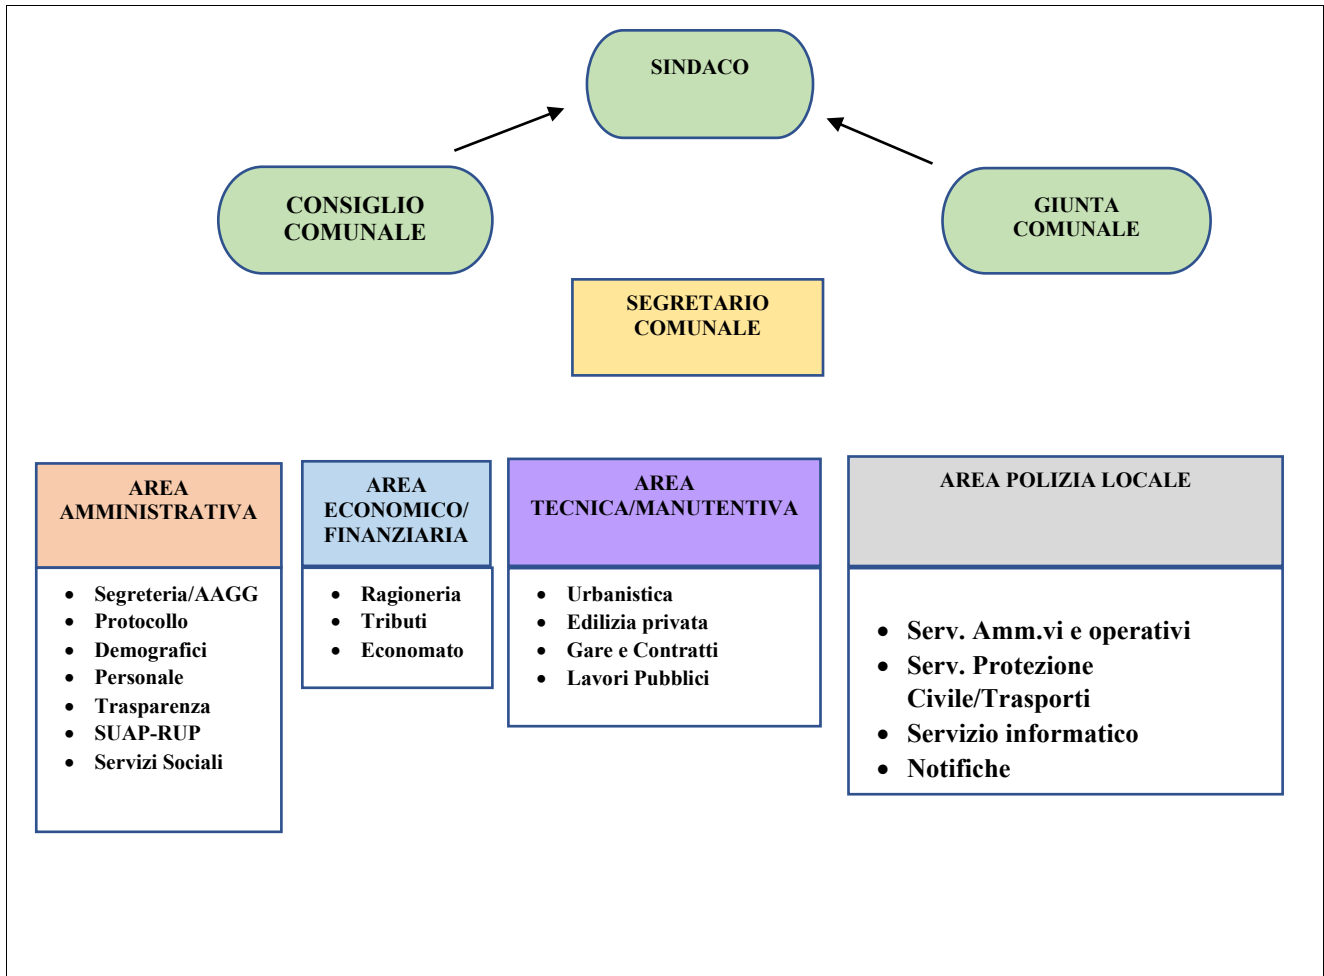 SINDACO
CONSIGLIO
COMUNALE
GIUNTA
COMUNALE
SEGRETARIO
COMUNALE
AREA
AMMINISTRATIVA
• Segreteria/AAGG
• Protocollo
• Demografici
• Personale
• Trasparenza
• SUAP-RUP
• Servizi Sociali
AREA
ECONOMICO/
FINANZIARIA
• Ragioneria
• Tributi
• Economato
AREA
TECNICA/MANUTENTIVA
• Urbanistica
• Edilizia privata
• Gare e Contratti
• Lavori Pubblici
AREA POLIZIA LOCALE
• Serv. Amm.vi e operativi
• Serv. Protezione
Civile/Trasporti
• Servizio informatico
• Notifiche